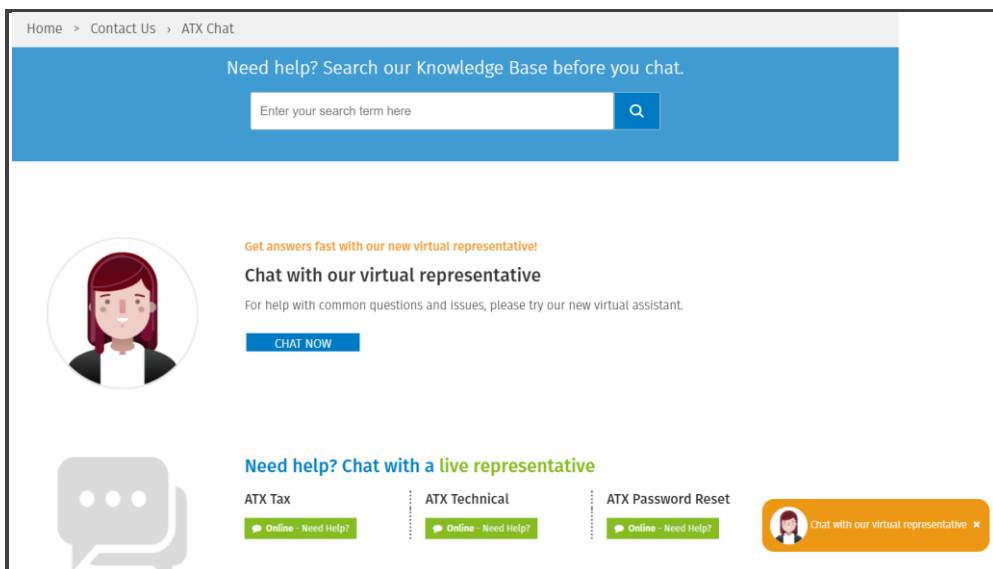 Home > Contact Us › ATX Chat
Need help? Search our Knowledge Base before you chat.
Enter your search term here
Get answers fast with our new virtual representative!
Chat with our virtual representative
For help with common questions and issues, please try our new virtual assistant.
CHAT NOW
Need help? Chat with a live representative
ATX Tax ATX Technical ATX Password Reset
Online - Need Help? Online - Need Help? Online - Need Help?
Chat with our virtual representative ×